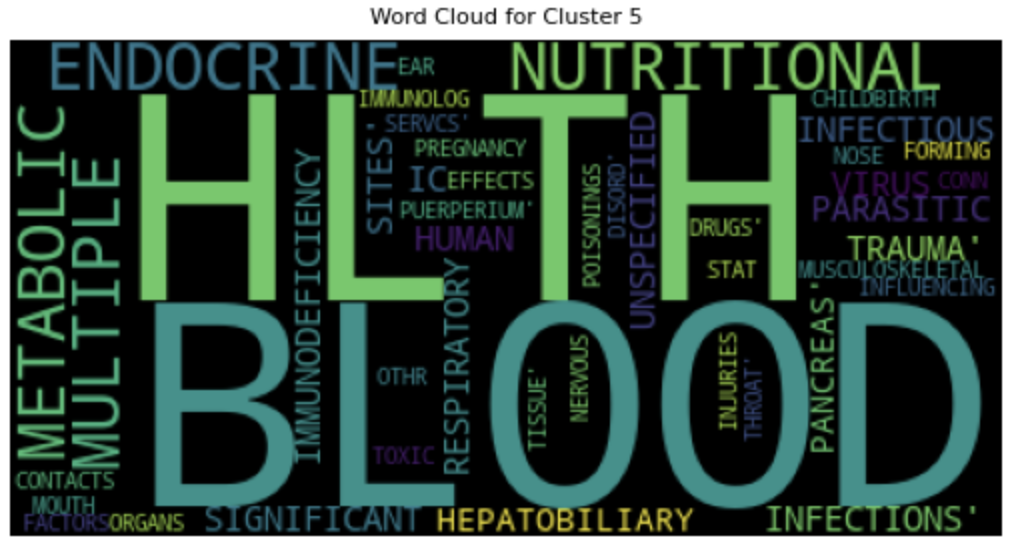 Word Cloud for Cluster 5
ENDOCRINE
EAR
NUTRITIONAL
IMMUNOLOG
SERVCS'
CHILDBIRTH
INFECTIOUS
NOSE
FORMING
PREGNANCY
IC
EFFECTS
PUERPERIUM'
HUMAN
SITES
VIRUS
CONN
PARASITIC
METABOLIC
MULTIPLE
HLTH
IMMUNODEFICIENCY
POISONINGS
DISORD'
UNSPECIFIED
DRUGS'
STAT
TRAUMA'
MUSCULOSKELETAL
INFLUENCING
BLOOD
RESPIRATORY
OTHR
TOXIC
TISSUE'
NERVOUS
INJURIES
THROAT'
PANCREAS'
CONTACTS
MOUTH
FACTORS
ORGANS
SIGNIFICANT
HEPATOBILIARY
INFECTIONS'